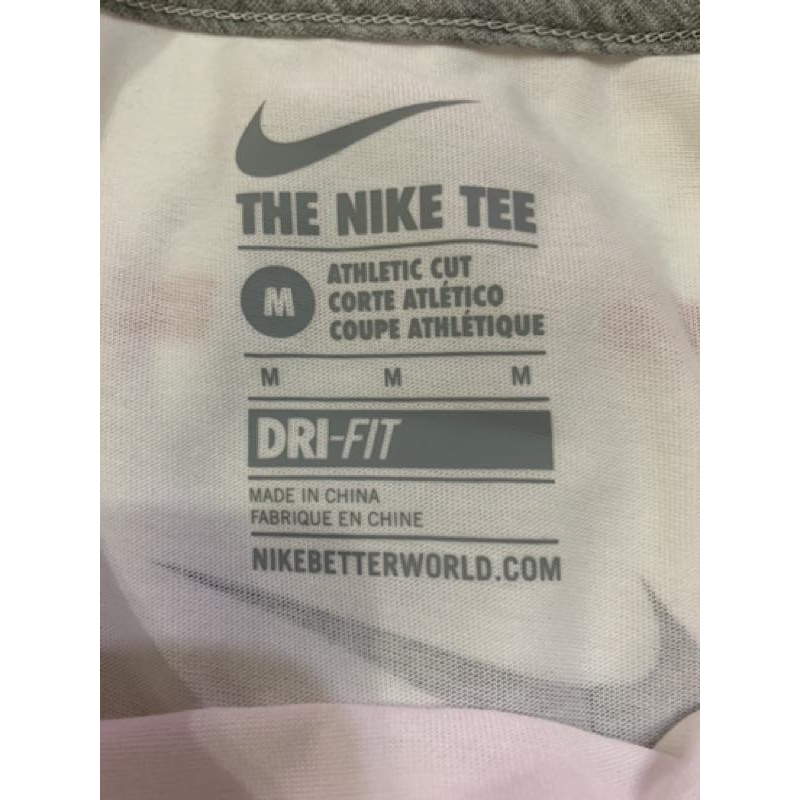 THE NIKE TEE
M
ATHLETIC CUT
CORTE ATLÉTICO
COUPE ATHLÉTIQUE
M M M
DRI-FIT
MADE IN CHINA
FABRIQUE EN CHINE
NIKEBETTERWORLD.COM